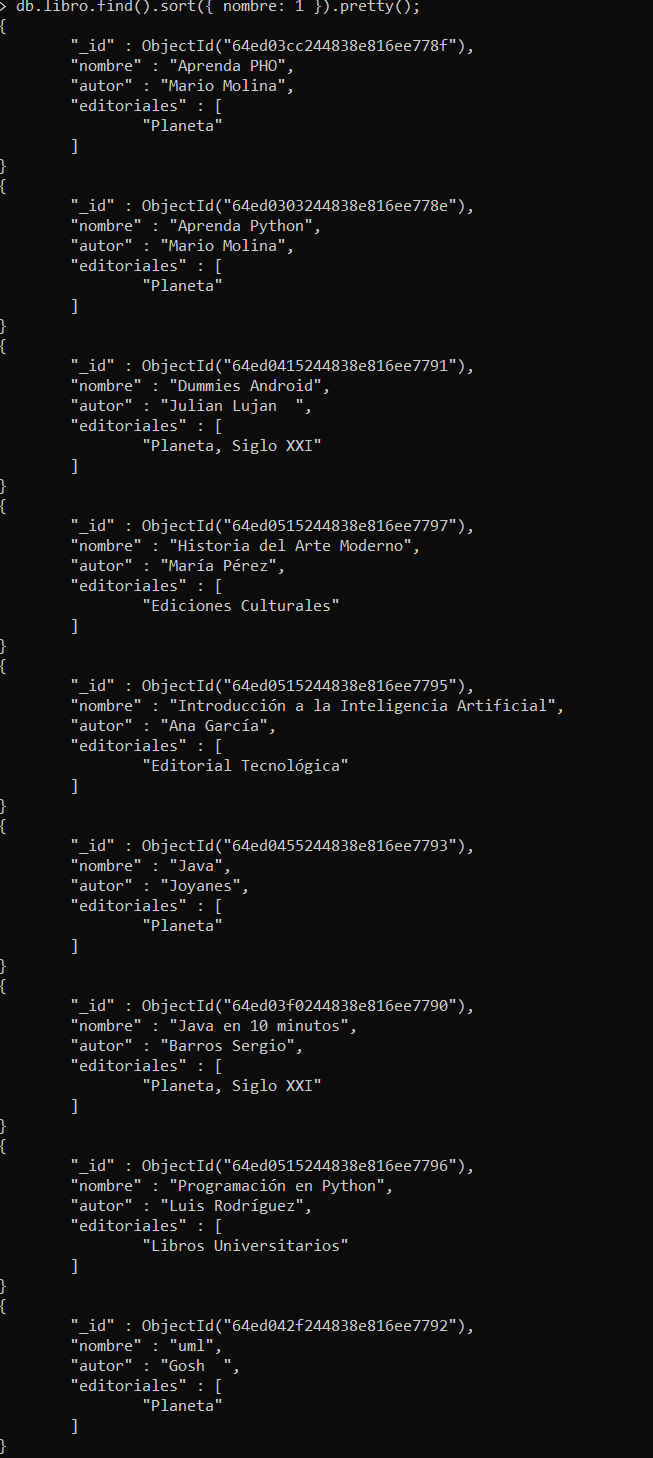 > db.libro.find().sort({ nombre: 1 }).pretty();
{
        "_id" : ObjectId("64ed03cc244838e816ee778f"),
        "nombre" : "Aprenda PHO",
        "autor" : "Mario Molina",
        "editoriales" : [
                "Planeta"
        ]
}
{
        "_id" : ObjectId("64ed0303244838e816ee778e"),
        "nombre" : "Aprenda Python",
        "autor" : "Mario Molina",
        "editoriales" : [
                "Planeta"
        ]
}
{
        "_id" : ObjectId("64ed0415244838e816ee7791"),
        "nombre" : "Dummies Android",
        "autor" : "Julian Lujan  ",
        "editoriales" : [
                "Planeta, Siglo XXI"
        ]
}
{
        "_id" : ObjectId("64ed0515244838e816ee7797"),
        "nombre" : "Historia del Arte Moderno",
        "autor" : "María Pérez",
        "editoriales" : [
                "Ediciones Culturales"
        ]
}
{
        "_id" : ObjectId("64ed0515244838e816ee7795"),
        "nombre" : "Introducción a la Inteligencia Artificial",
        "autor" : "Ana García",
        "editoriales" : [
                "Editorial Tecnológica"
        ]
}
{
        "_id" : ObjectId("64ed0455244838e816ee7793"),
        "nombre" : "Java",
        "autor" : "Joyanes",
        "editoriales" : [
                "Planeta"
        ]
}
{
        "_id" : ObjectId("64ed03f0244838e816ee7790"),
        "nombre" : "Java en 10 minutos",
        "autor" : "Barros Sergio",
        "editoriales" : [
                "Planeta, Siglo XXI"
        ]
}
{
        "_id" : ObjectId("64ed0515244838e816ee7796"),
        "nombre" : "Programación en Python",
        "autor" : "Luis Rodríguez",
        "editoriales" : [
                "Libros Universitarios"
        ]
}
{
        "_id" : ObjectId("64ed042f244838e816ee7792"),
        "nombre" : "uml",
        "autor" : "Gosh  ",
        "editoriales" : [
                "Planeta"
        ]
}